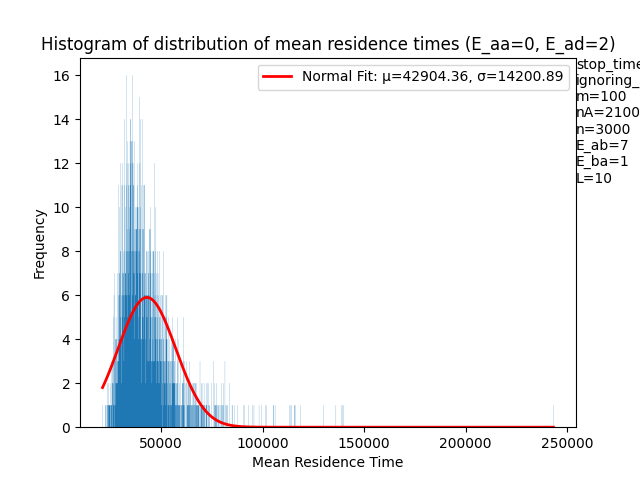 Histogram of distribution of mean residence times (E_aa=0, E_ad=2)
Normal Fit: μ=42904.36, σ=14200.89
stop_time
ignoring_
m=100
nA=2100
n=3000
E_ab=7
E_ba=1
L=10
16
14
12
10
8
6
4
2
0
Frequency
50000 100000 150000 200000 250000
Mean Residence Time